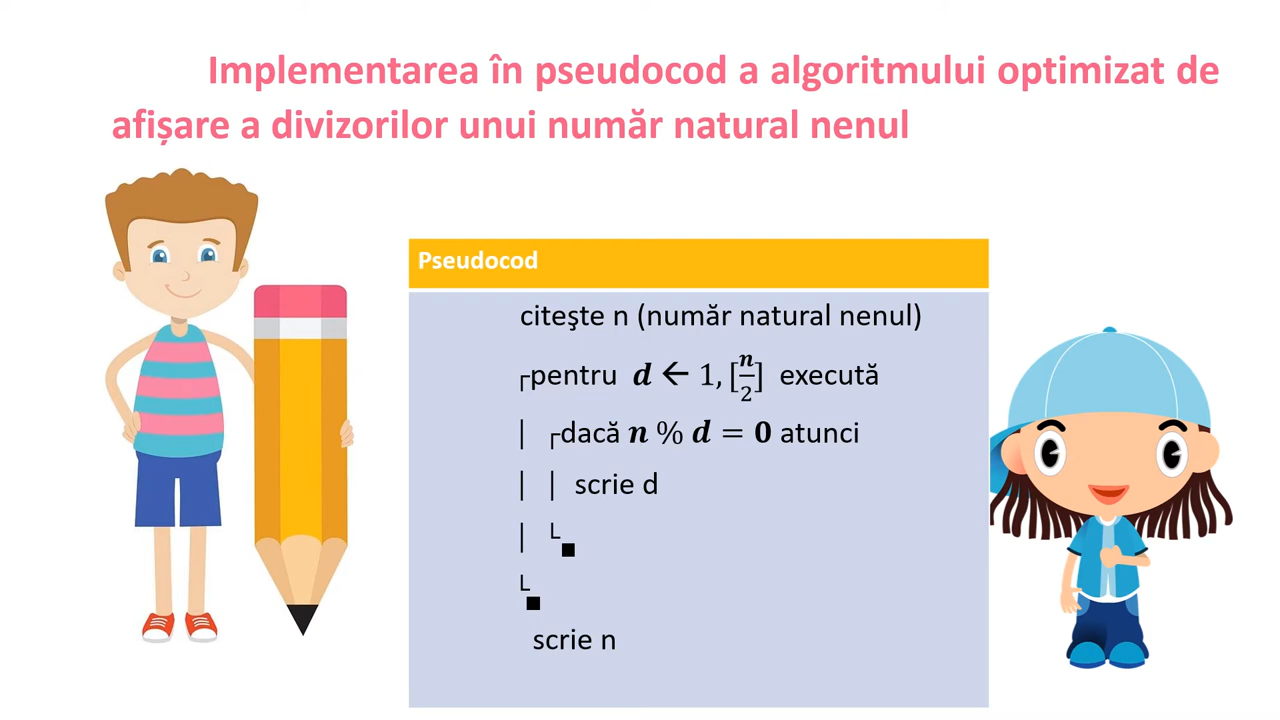 Implementarea în pseudocod a algoritmului optimizat de
afișare a divizorilor unui număr natural nenul
Pseudocod
citeşte n (număr natural nenul)
┌pentru d ← 1, [n/2] execută
│ ┌dacă n % d = 0 atunci
│ │ scrie d
│ └■
└■
scrie n